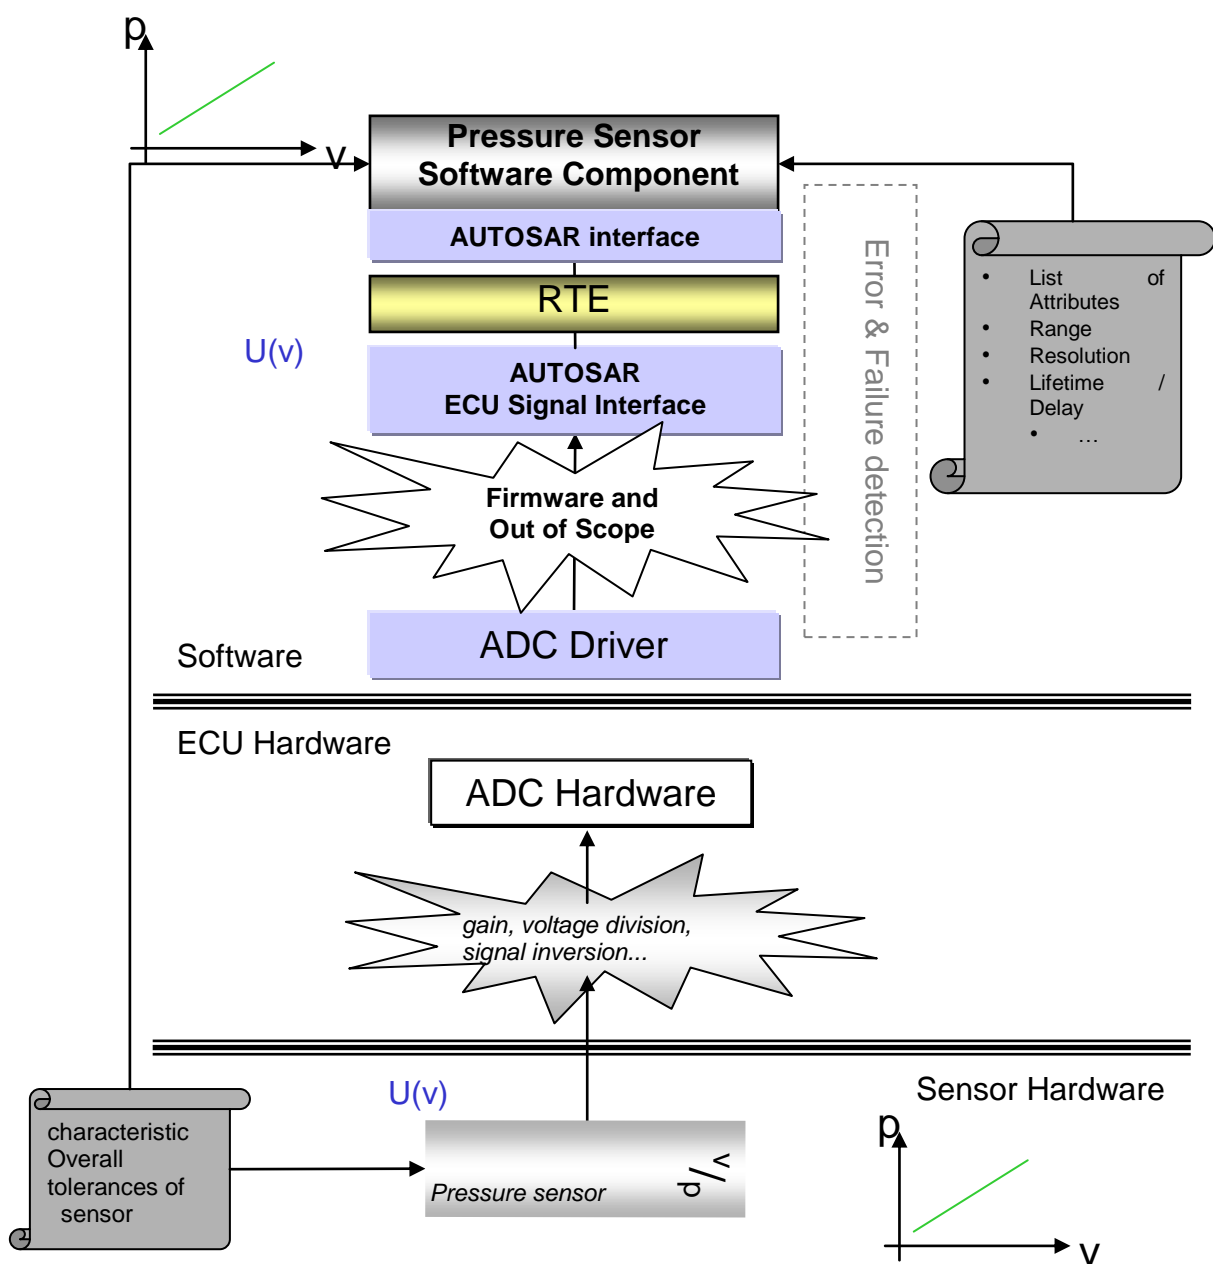 p
v
Pressure Sensor
Software Component
AUTOSAR interface
RTE
U(v)
AUTOSAR
ECU Signal Interface
Firmware and
Out of Scope
ADC Driver
Error & Failure detection
• List of
Attributes
• Range
• Resolution
• Lifetime /
Delay
• ...
Software
ECU Hardware
ADC Hardware
gain, voltage division,
signal inversion...
U(v)
Sensor Hardware
characteristic
Overall
tolerances of
sensor
Pressure sensor
v/p
p
v